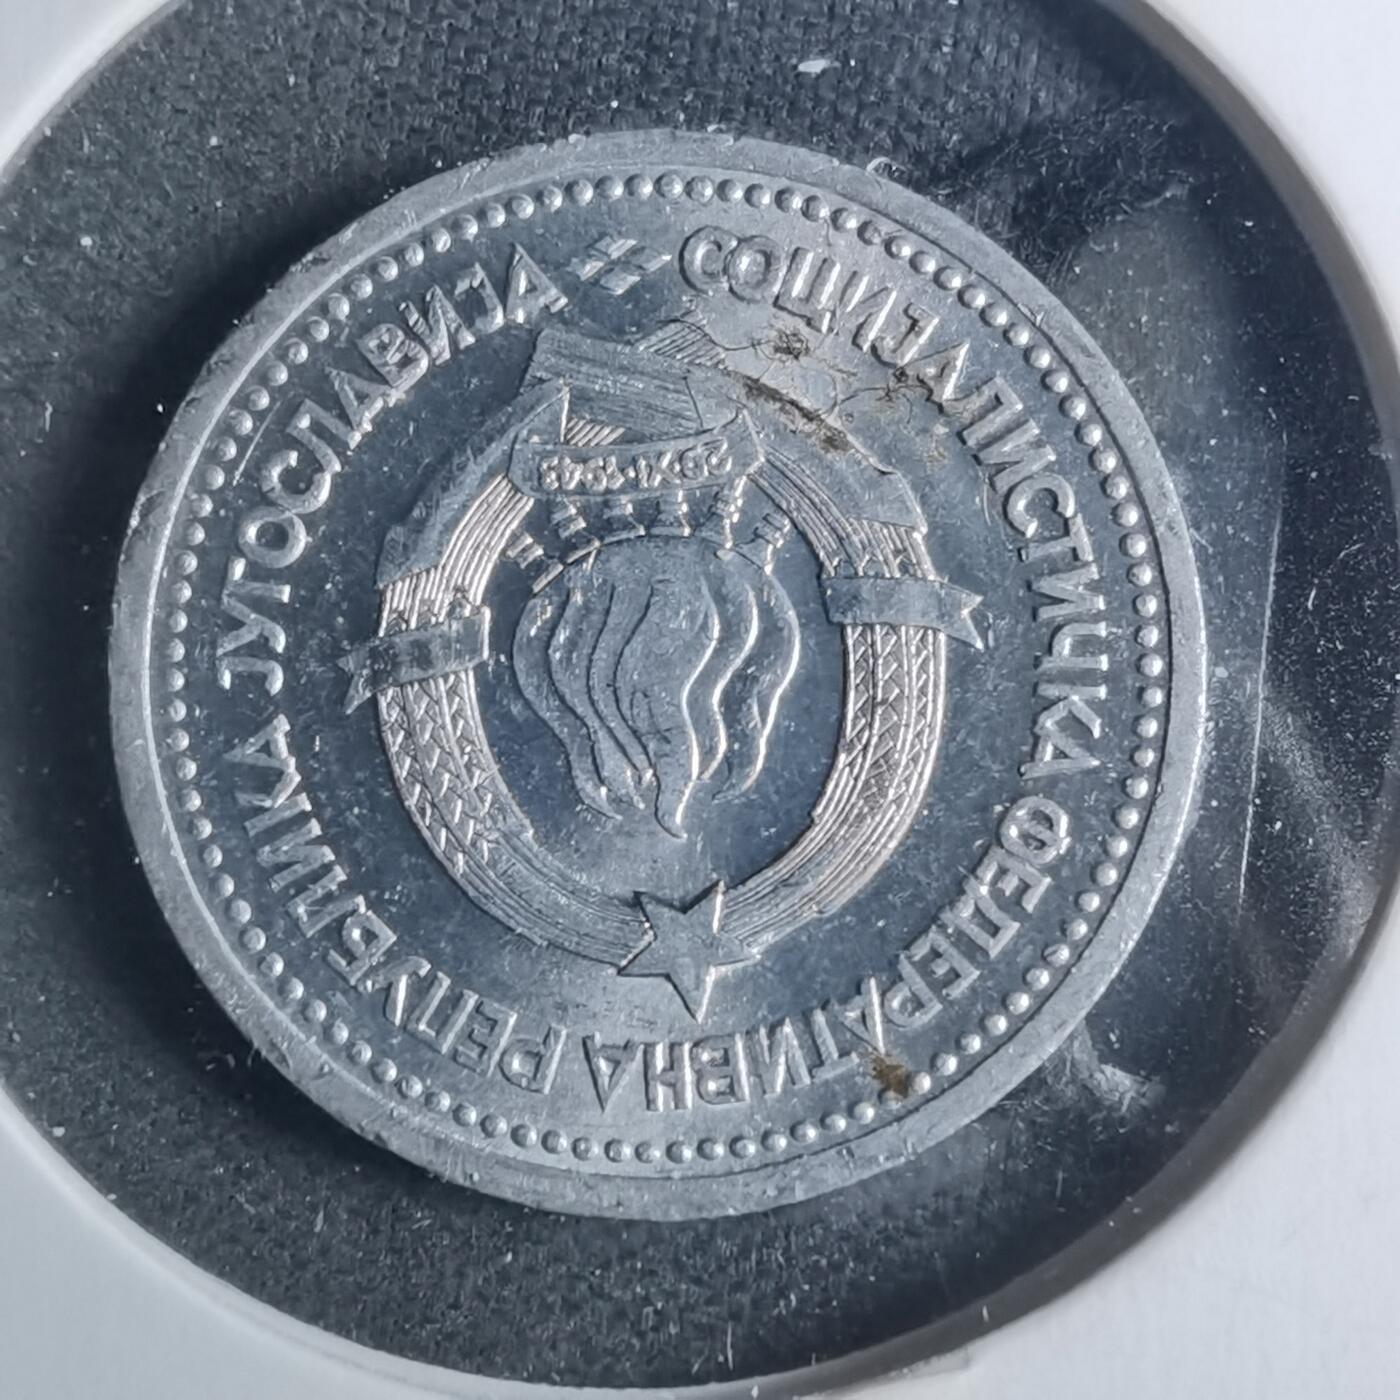 СОЦИЈАЛИСТИЧКА ФЕДЕРАТИВНА РЕПУБЛИКА ЈУГОСЛАВИЈА
29·XI·1943